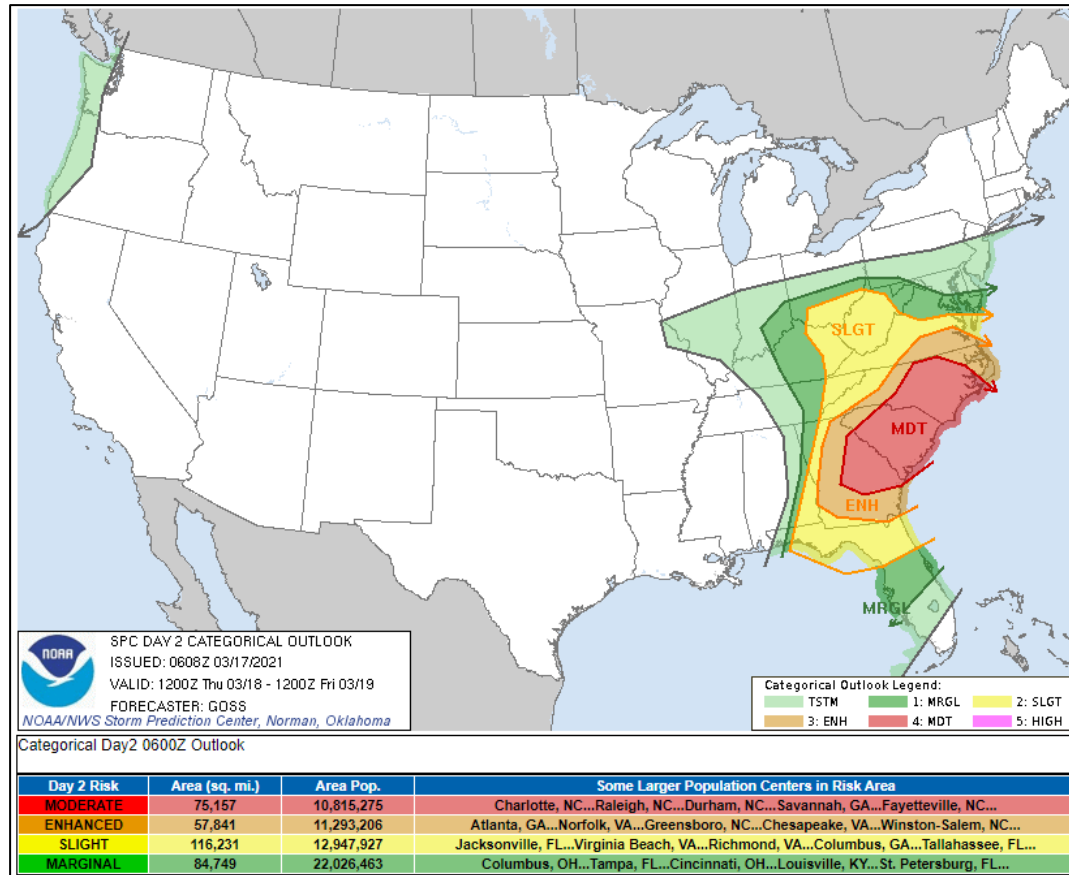 SLGT
MDT
ENH
MRGL
NOAA
SPC DAY 2 CATEGORICAL OUTLOOK
ISSUED: 0608Z 03/17/2021
VALID: 1200Z Thu 03/18 - 1200Z Fri 03/19
FORECASTER: GOSS
NOAA/NWS Storm Prediction Center, Norman, Oklahoma
Categorical Outlook Legend:
TSTM 1: MRGL 2: SLGT
3: ENH 4: MDT 5: HIGH
Categorical Day2 0600Z Outlook
Day 2 Risk Area (sq. mi.) Area Pop. Some Larger Population Centers in Risk Area
MODERATE 75,157 10,815,275 Charlotte, NC...Raleigh, NC...Durham, NC...Savannah, GA...Fayetteville, NC...
ENHANCED 57,841 11,293,206 Atlanta, GA...Norfolk, VA...Greensboro, NC...Chesapeake, VA...Winston-Salem, NC...
SLIGHT 116,231 12,947,927 Jacksonville, FL...Virginia Beach, VA...Richmond, VA...Columbus, GA...Tallahassee, FL...
MARGINAL 84,749 22,026,463 Columbus, OH...Tampa, FL...Cincinnati, OH...Louisville, KY...St. Petersburg, FL...